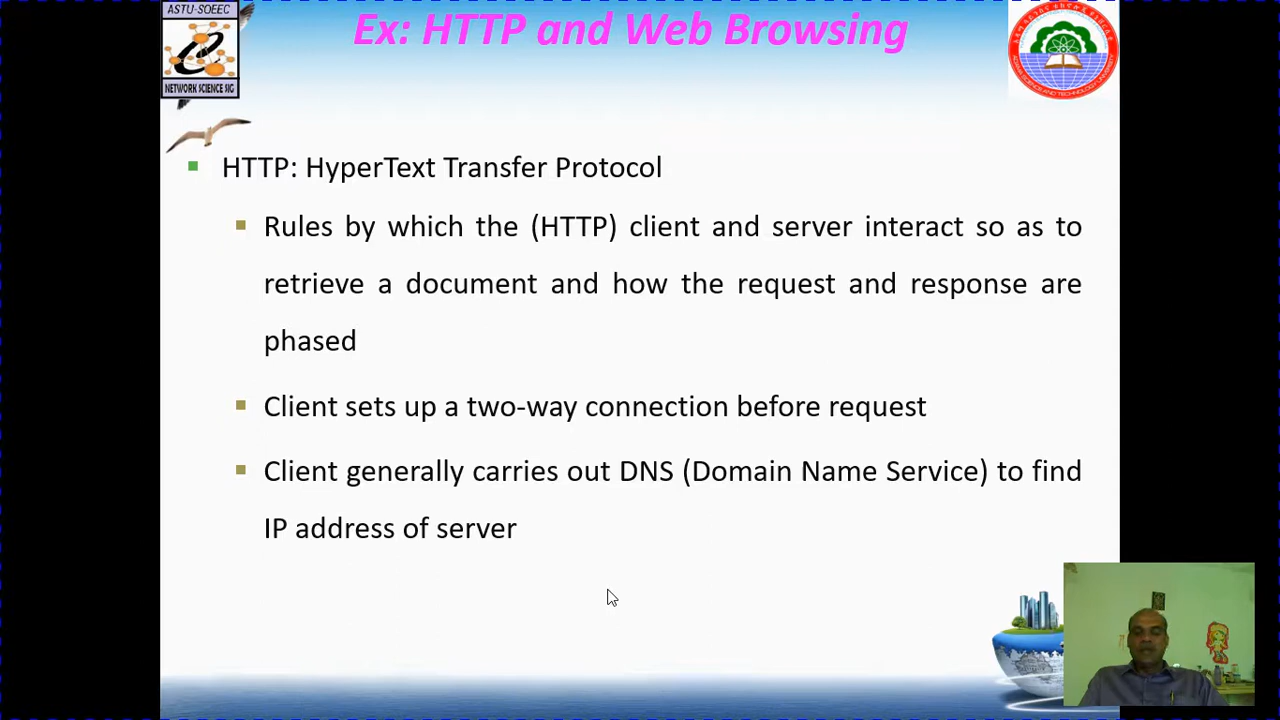 ASTU-SOEEC
NETWORK SCIENCE SIG
Ex: HTTP and Web Browsing
HTTP: HyperText Transfer Protocol
Rules by which the (HTTP) client and server interact so as to
retrieve a document and how the request and response are
phased
Client sets up a two-way connection before request
Client generally carries out DNS (Domain Name Service) to find
IP address of server